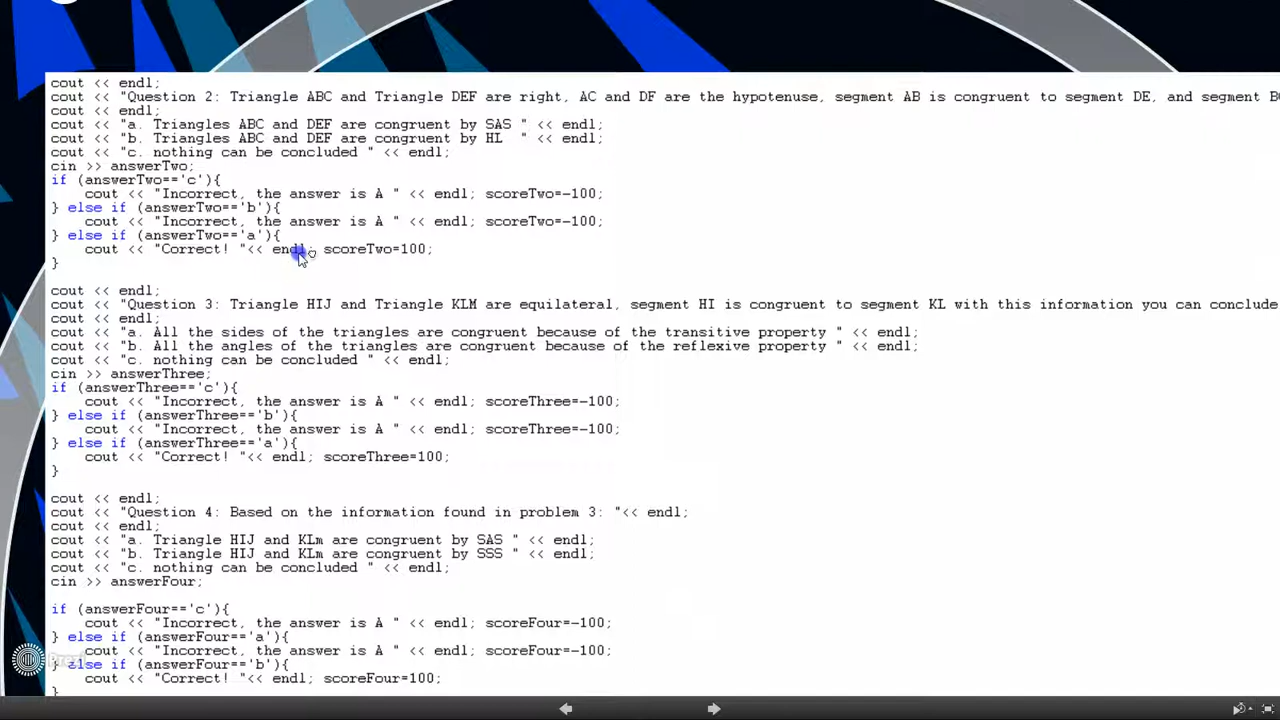 cout << endl;
cout << "Question 2: Triangle ABC and Triangle DEF are right, AC and DF are the hypotenuse, segment AB is congruent to segment DE, and segment
cout << endl;
cout << "a. Triangles ABC and DEF are congruent by SAS " << endl;
cout << "b. Triangles ABC and DEF are congruent by HL  " << endl;
cout << "c. nothing can be concluded " << endl;
cin >> answerTwo;
if (answerTwo=='c'){
    cout << "Incorrect, the answer is A " << endl; scoreTwo=-100;
} else if (answerTwo=='b'){
    cout << "Incorrect, the answer is A " << endl; scoreTwo=-100;
} else if (answerTwo=='a'){
    cout << "Correct! "<< endl; scoreTwo=100;
}
cout << endl;
cout << "Question 3: Triangle HIJ and Triangle KLM are equilateral, segment HI is congruent to segment KL with this information you can conclude
cout << endl;
cout << "a. All the sides of the triangles are congruent because of the transitive property " << endl;
cout << "b. All the angles of the triangles are congruent because of the reflexive property " << endl;
cout << "c. nothing can be concluded " << endl;
cin >> answerThree;
if (answerThree=='c'){
    cout << "Incorrect, the answer is A " << endl; scoreThree=-100;
} else if (answerThree=='b'){
    cout << "Incorrect, the answer is A " << endl; scoreThree=-100;
} else if (answerThree=='a'){
    cout << "Correct! "<< endl; scoreThree=100;
}
cout << endl;
cout << "Question 4: Based on the information found in problem 3: "<< endl;
cout << endl;
cout << "a. Triangle HIJ and KLm are congruent by SAS " << endl;
cout << "b. Triangle HIJ and KLm are congruent by SSS " << endl;
cout << "c. nothing can be concluded " << endl;
cin >> answerFour;
if (answerFour=='c'){
    cout << "Incorrect, the answer is A " << endl; scoreFour=-100;
} else if (answerFour=='a'){
    cout << "Incorrect, the answer is A " << endl; scoreFour=-100;
} else if (answerFour=='b'){
    cout << "Correct! "<< endl; scoreFour=100;
}
Prezi